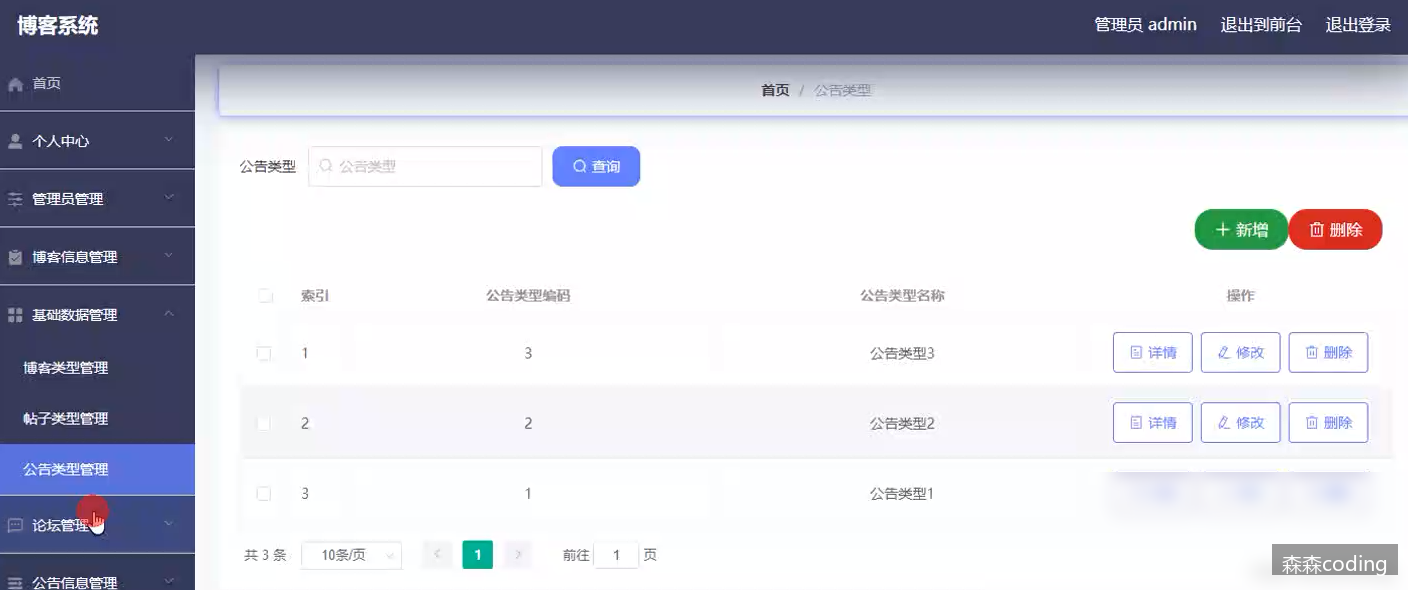 博客系统
管理员 admin 退出到前台 退出登录
首页
个人中心
管理员管理
博客信息管理
基础数据管理
博客类型管理
帖子类型管理
公告类型管理
论坛管理
公告信息管理
首页 / 公告类型
公告类型 公告类型 查询
新增 删除
索引 公告类型编码 公告类型名称 操作
1 3 公告类型3 详情 修改 删除
2 2 公告类型2 详情 修改 删除
3 1 公告类型1
共 3 条 10条/页 1 前往 1 页
森森coding